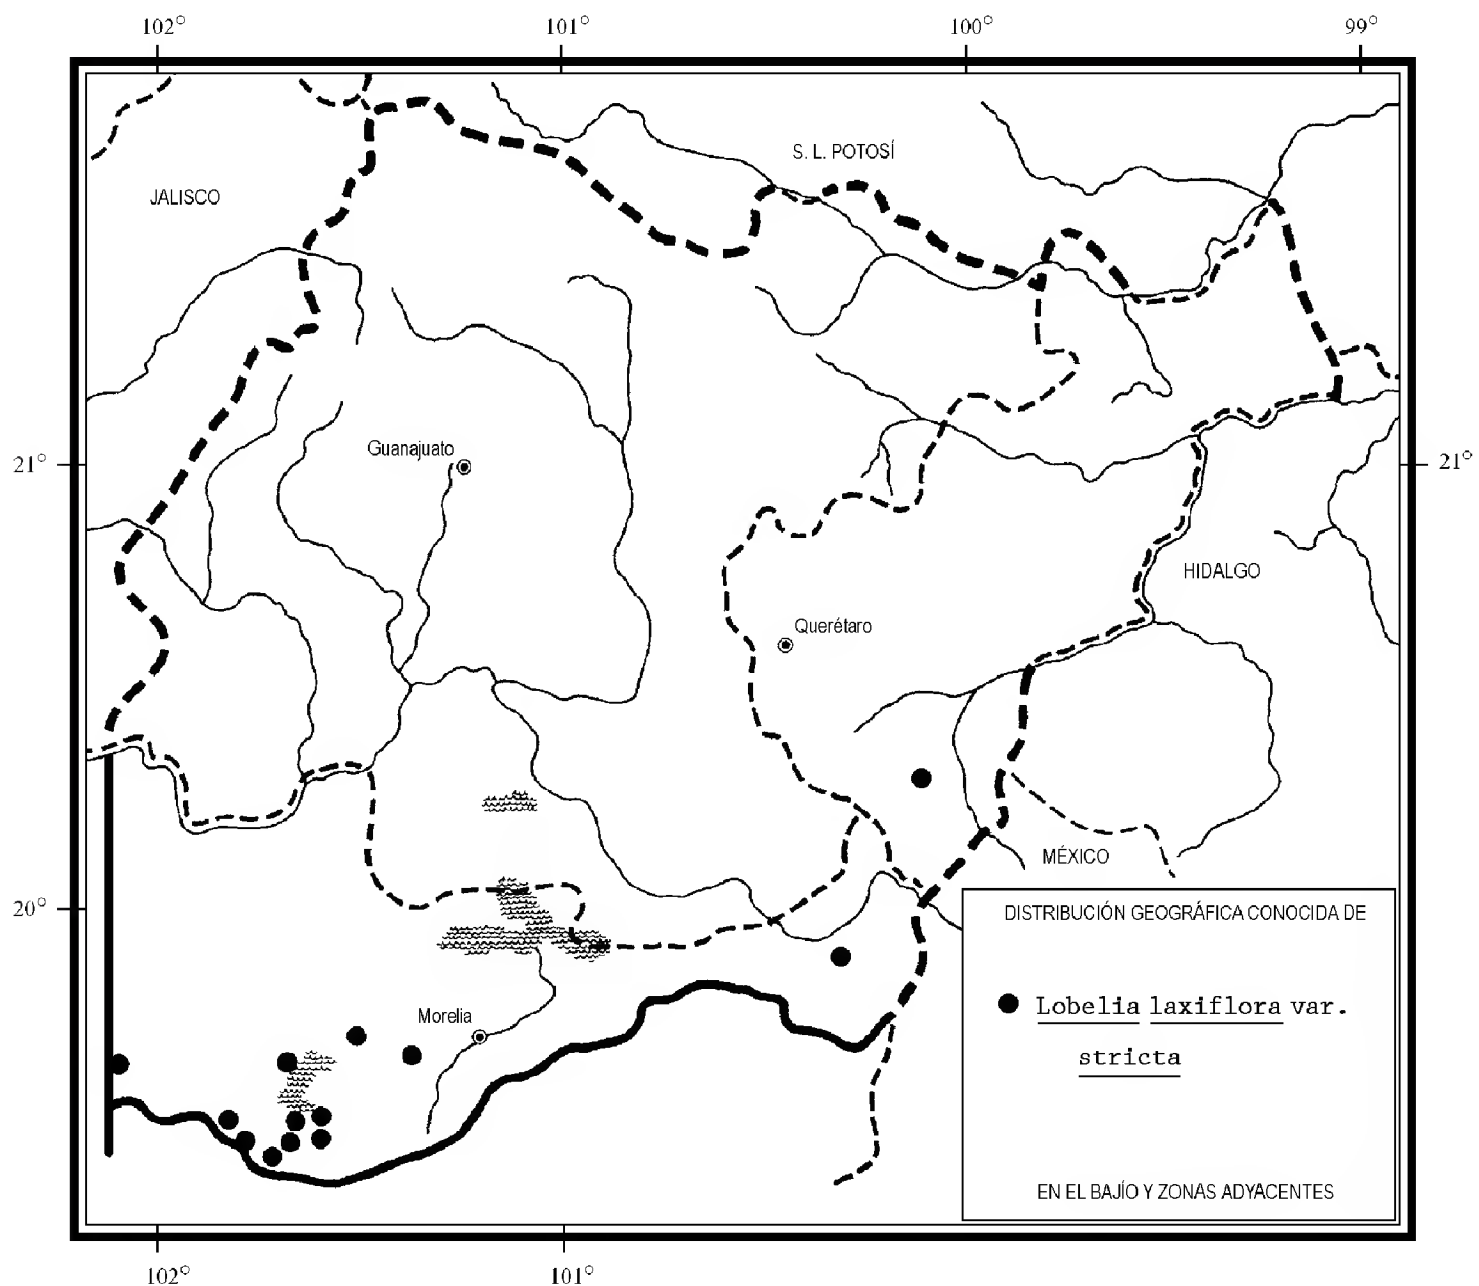 102° 101° 100° 99°
S. L. POTOSÍ
JALISCO
Guanajuato
21° 21°
HIDALGO
Querétaro
MÉXICO
20°
DISTRIBUCIÓN GEOGRÁFICA CONOCIDA DE
Lobelia laxiflora var.
stricta
Morelia
EN EL BAJÍO Y ZONAS ADYACENTES
102° 101°